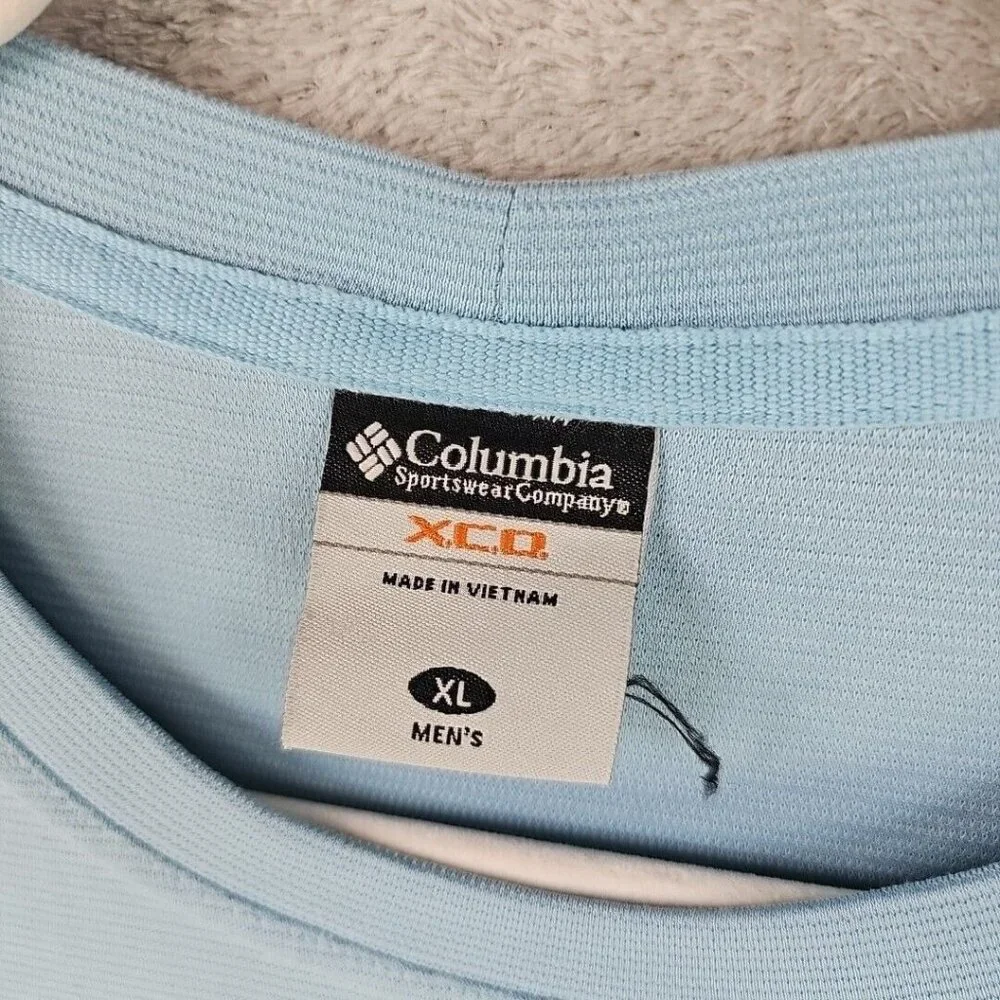 Columbia
Sportswear Company®
X.C.O.
MADE IN VIETNAM
XL
MEN'S